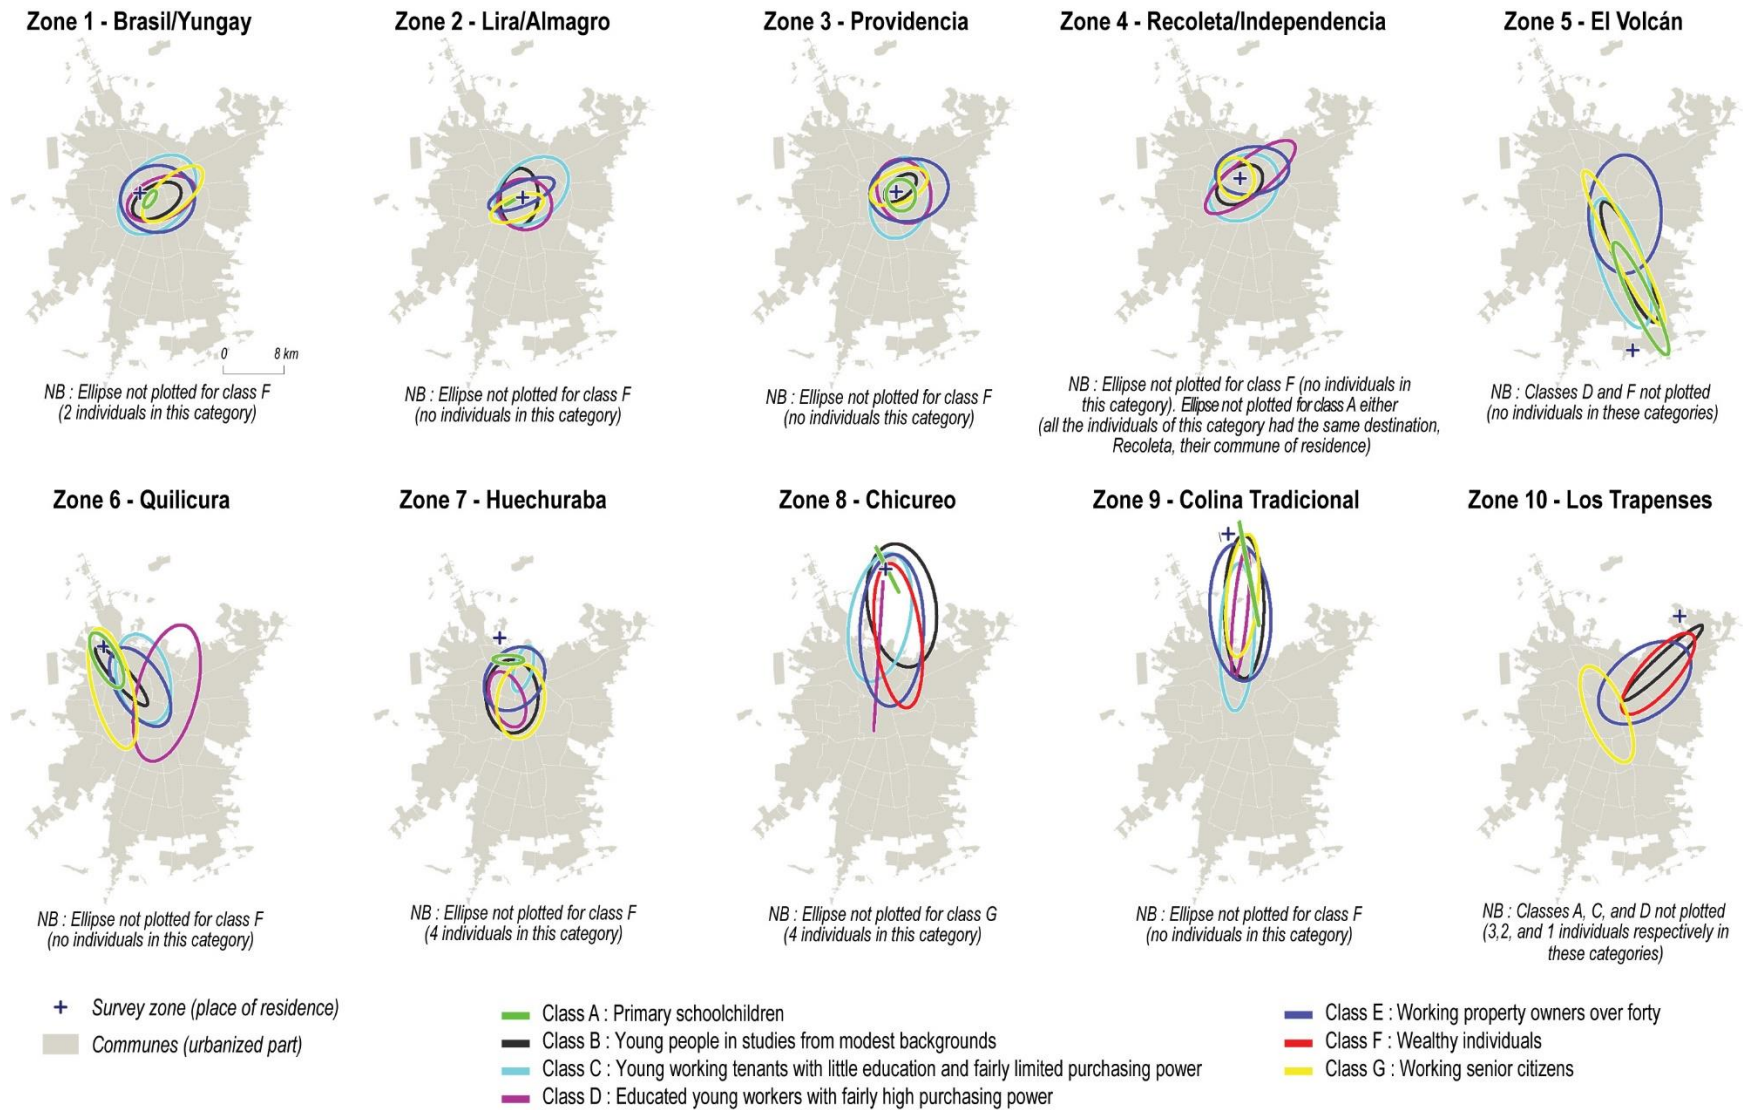 Zone 1 - Brasil/Yungay
Zone 2 - Lira/Almagro
Zone 3 - Providencia
Zone 4 - Recoleta/Independencia
Zone 5 - El Volcán
0 8 km
NB : Ellipse not plotted for class F
(2 individuals in this category)
NB : Ellipse not plotted for class F
(no individuals in this category)
NB : Ellipse not plotted for class F
(no individuals in this category)
NB : Ellipse not plotted for class F (no individuals in
this category). Ellipse not plotted for class A either
(all the individuals of this category had the same destination,
Recoleta, their commune of residence)
NB : Classes D and F not plotted
(no individuals in these categories)
Zone 6 - Quilicura
Zone 7 - Huechuraba
Zone 8 - Chicureo
Zone 9 - Colina Tradicional
Zone 10 - Los Trapenses
NB : Ellipse not plotted for class F
(no individuals in this category)
NB : Ellipse not plotted for class F
(4 individuals in this category)
NB : Ellipse not plotted for class G
(4 individuals in this category)
NB : Ellipse not plotted for class F
(no individuals in this category)
NB : Classes A, C, and D not plotted
(3,2, and 1 individuals respectively in
these categories)
Survey zone (place of residence)
Communes (urbanized part)
Class A : Primary schoolchildren
Class B : Young people in studies from modest backgrounds
Class C : Young working tenants with little education and fairly limited purchasing power
Class D : Educated young workers with fairly high purchasing power
Class E : Working property owners over forty
Class F : Wealthy individuals
Class G : Working senior citizens